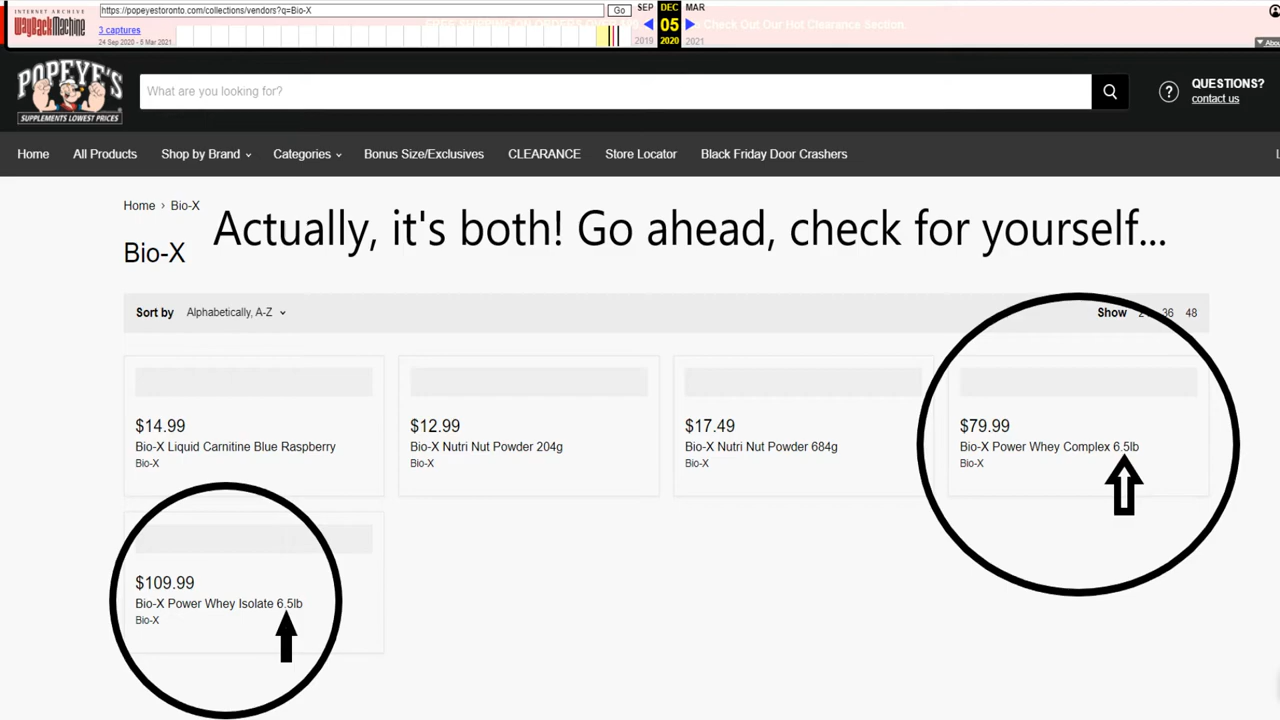 INTERNET ARCHIVE
WayBackMachine
https://popeyestoronto.com/collections/vendors?q=Bio-X
Go
SEP
DEC
MAR
3 captures
05
24 Sep 2020 - 5 Mar 2021
2019
2020
2021
Check Out Our Hot Clearance Section.
POPEYE'S
SUPPLEMENTS LOWEST PRICES
What are you looking for?
QUESTIONS?
contact us
Home
All Products
Shop by Brand
Categories
Bonus Size/Exclusives
CLEARANCE
Store Locator
Black Friday Door Crashers
Home › Bio-X
Actually, it's both! Go ahead, check for yourself...
Bio-X
Sort by Alphabetically, A-Z
Show 36 48
$14.99
Bio-X Liquid Carnitine Blue Raspberry
Bio-X
$12.99
Bio-X Nutri Nut Powder 204g
Bio-X
$17.49
Bio-X Nutri Nut Powder 684g
Bio-X
$79.99
Bio-X Power Whey Complex 6.5lb
Bio-X
$109.99
Bio-X Power Whey Isolate 6.5lb
Bio-X